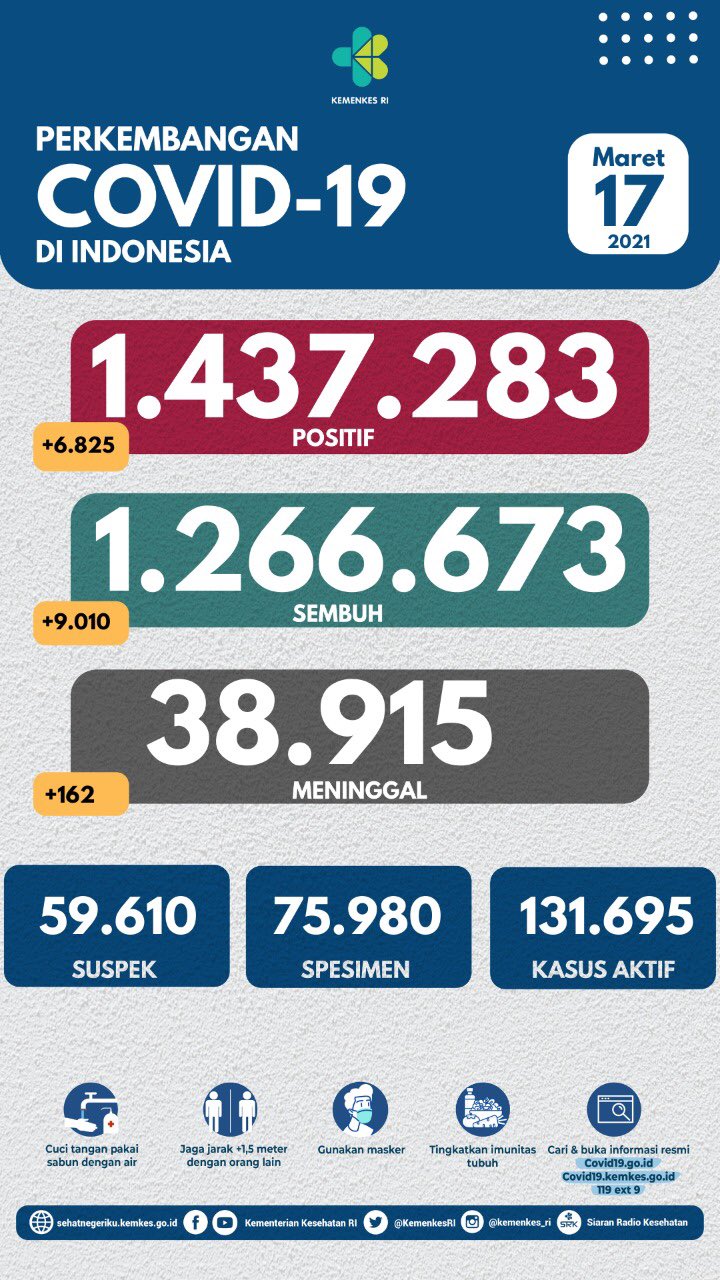 KEMENKES RI
PERKEMBANGAN
COVID-19
DI INDONESIA
Maret
17
2021
1.437.283
POSITIF
+6.825
1.266.673
SEMBUH
+9.010
38.915
MENINGGAL
+162
59.610
SUSPEK
75.980
SPESIMEN
131.695
KASUS AKTIF
Cuci tangan pakai
sabun dengan air
Jaga jarak +1,5 meter
dengan orang lain
Gunakan masker
Tingkatkan imunitas
tubuh
Cari & buka informasi resmi
Covid19.go.id
Covid19.kemkes.go.id
119 ext 9
sehatnegeriku.kemkes.go.id
Kementerian Kesehatan RI
@KemenkesRI
@kemenkes_ri
SRK
Siaran Radio Kesehatan